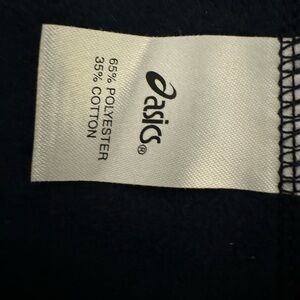 asics®
65% POLYESTER
35% COTTON